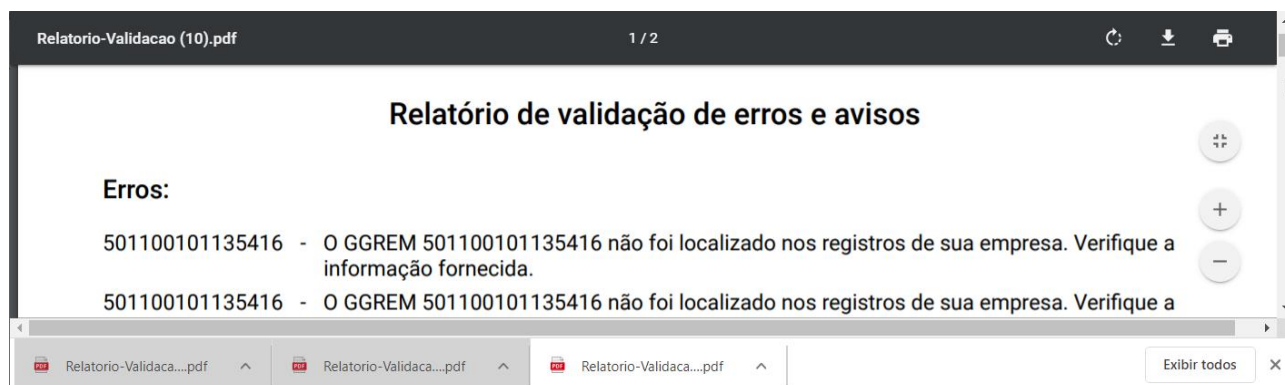 Relatorio-Validacao (10).pdf
1 / 2
Relatório de validação de erros e avisos
Erros:
501100101135416 - O GGREM 501100101135416 não foi localizado nos registros de sua empresa. Verifique a
informação fornecida.
501100101135416 - O GGREM 501100101135416 não foi localizado nos registros de sua empresa. Verifique a
Relatorio-Validaca....pdf
Relatorio-Validaca....pdf
Relatorio-Validaca....pdf
Exibir todos